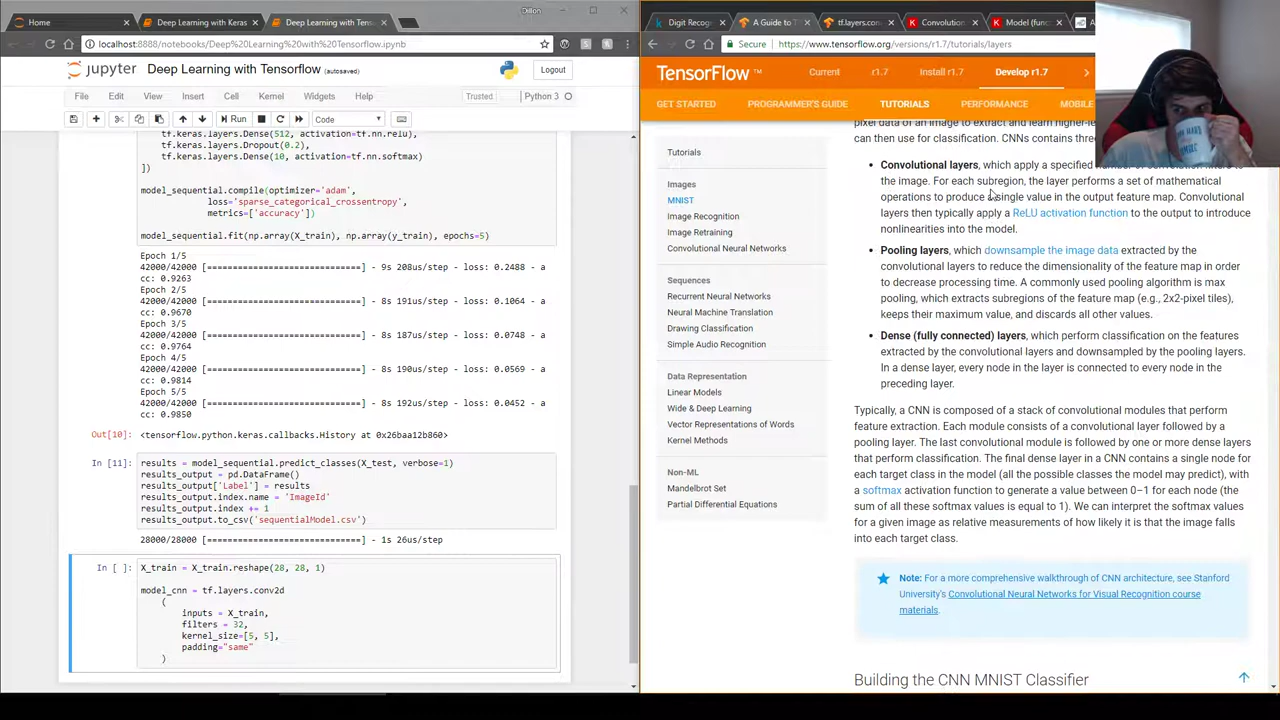 Home
Deep Learning with Keras
Deep Learning with Tens
Dillon
localhost:8888/notebooks/Deep%20Learning%20with%20Tensorflow.ipynb
jupyter Deep Learning with Tensorflow (autosaved)
Logout
File Edit View Insert Cell Kernel Widgets Help
Trusted
Python 3
Run
Code
tf.keras.layers.Dense(512, activation=tf.nn.relu),
tf.keras.layers.Dropout(0.2),
tf.keras.layers.Dense(10, activation=tf.nn.softmax)
])
model_sequential.compile(optimizer='adam',
loss='sparse_categorical_crossentropy',
metrics=['accuracy'])
model_sequential.fit(np.array(X_train), np.array(y_train), epochs=5)
Epoch 1/5
42000/42000 [==============================] - 9s 208us/step - loss: 0.2488 - a
cc: 0.9263
Epoch 2/5
42000/42000 [==============================] - 8s 191us/step - loss: 0.1064 - a
cc: 0.9670
Epoch 3/5
42000/42000 [==============================] - 8s 187us/step - loss: 0.0748 - a
cc: 0.9764
Epoch 4/5
42000/42000 [==============================] - 8s 190us/step - loss: 0.0569 - a
cc: 0.9814
Epoch 5/5
42000/42000 [==============================] - 8s 192us/step - loss: 0.0452 - a
cc: 0.9850
Out[10]: <tensorflow.python.keras.callbacks.History at 0x26baa12b860>
In [11]: results = model_sequential.predict_classes(X_test, verbose=1)
results_output = pd.DataFrame()
results_output['Label'] = results
results_output.index.name = 'ImageId'
results_output.index += 1
results_output.to_csv('sequentialModel.csv')
28000/28000 [==============================] - 1s 26us/step
In [ ]: X_train = X_train.reshape(28, 28, 1)
model_cnn = tf.layers.conv2d
(
inputs = X_train,
filters = 32,
kernel_size=[5, 5],
padding="same"
)
Digit Recog
A Guide to T
tf.layers.con
Convolution
Model (func
Secure
https://www.tensorflow.org/versions/r1.7/tutorials/layers
TensorFlow™
Current
r1.7
Install r1.7
Develop r1.7
GET STARTED
PROGRAMMER'S GUIDE
TUTORIALS
PERFORMANCE
MOBILE
Tutorials
Images
MNIST
Image Recognition
Image Retraining
Convolutional Neural Networks
Sequences
Recurrent Neural Networks
Neural Machine Translation
Drawing Classification
Simple Audio Recognition
Data Representation
Linear Models
Wide & Deep Learning
Vector Representations of Words
Kernel Methods
Non-ML
Mandelbrot Set
Partial Differential Equations
pixel data of an image to extract and learn higher-le
can then use for classification. CNNs contains three
Convolutional layers, which apply a specified number of convolution filters to
the image. For each subregion, the layer performs a set of mathematical
operations to produce a single value in the output feature map. Convolutional
layers then typically apply a ReLU activation function to the output to introduce
nonlinearities into the model.
Pooling layers, which downsample the image data extracted by the
convolutional layers to reduce the dimensionality of the feature map in order
to decrease processing time. A commonly used pooling algorithm is max
pooling, which extracts subregions of the feature map (e.g., 2x2-pixel tiles),
keeps their maximum value, and discards all other values.
Dense (fully connected) layers, which perform classification on the features
extracted by the convolutional layers and downsampled by the pooling layers.
In a dense layer, every node in the layer is connected to every node in the
preceding layer.
Typically, a CNN is composed of a stack of convolutional modules that perform
feature extraction. Each module consists of a convolutional layer followed by a
pooling layer. The last convolutional module is followed by one or more dense layers
that perform classification. The final dense layer in a CNN contains a single node for
each target class in the model (all the possible classes the model may predict), with
a softmax activation function to generate a value between 0–1 for each node (the
sum of all these softmax values is equal to 1). We can interpret the softmax values
for a given image as relative measurements of how likely it is that the image falls
into each target class.
Note: For a more comprehensive walkthrough of CNN architecture, see Stanford
University's Convolutional Neural Networks for Visual Recognition course
materials.
Building the CNN MNIST Classifier